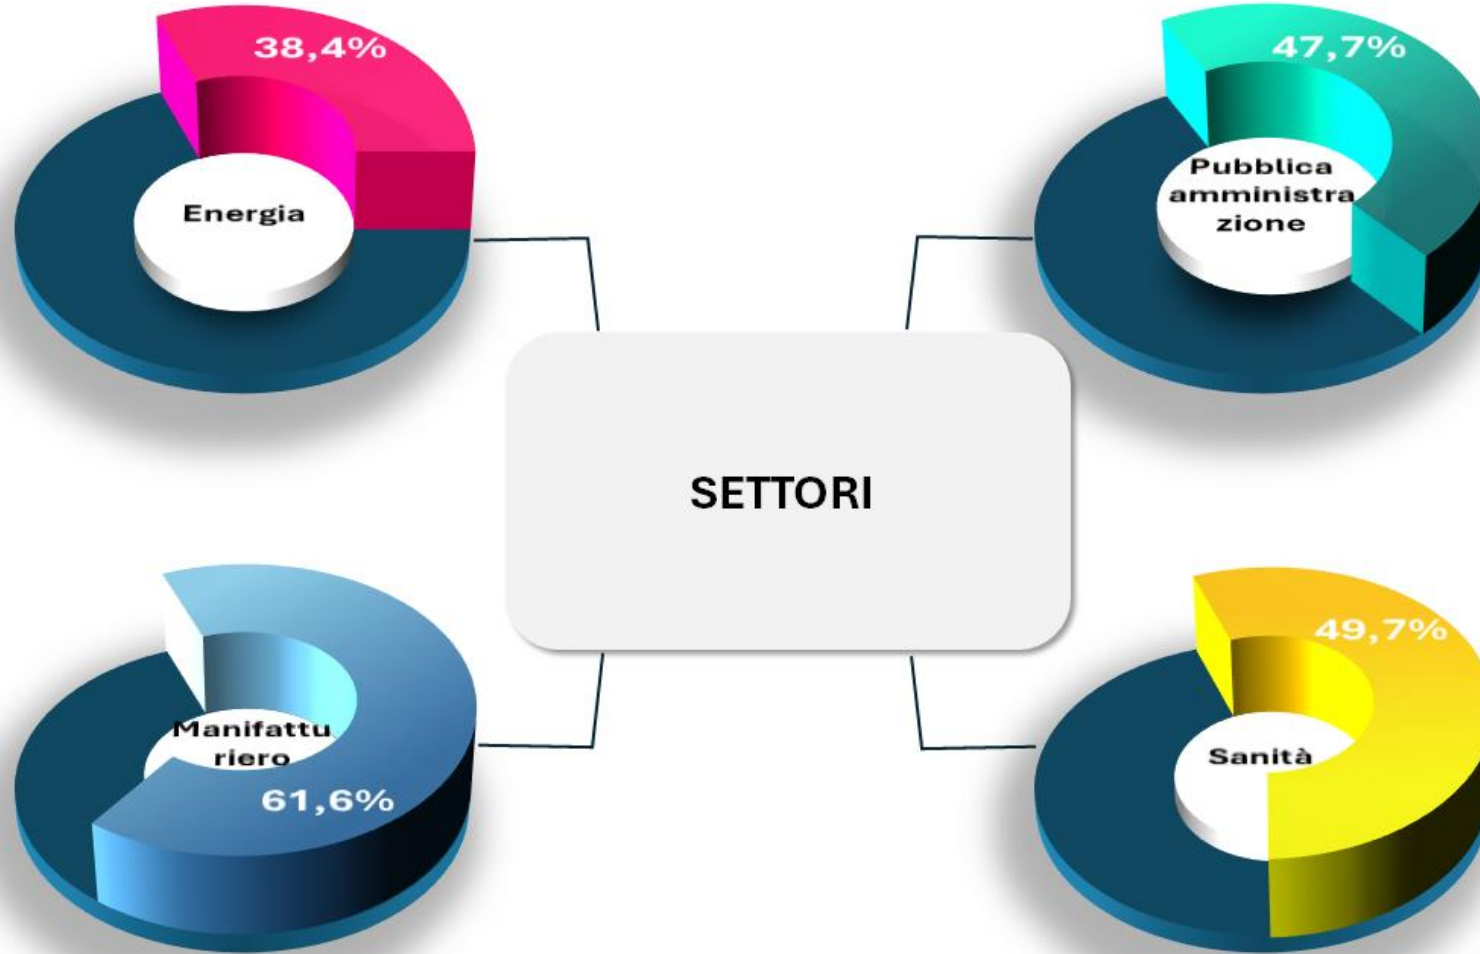 38,4%
Energia
47,7%
Pubblica
amministra
zione
SETTORI
Manifattu
riero
61,6%
49,7%
Sanità